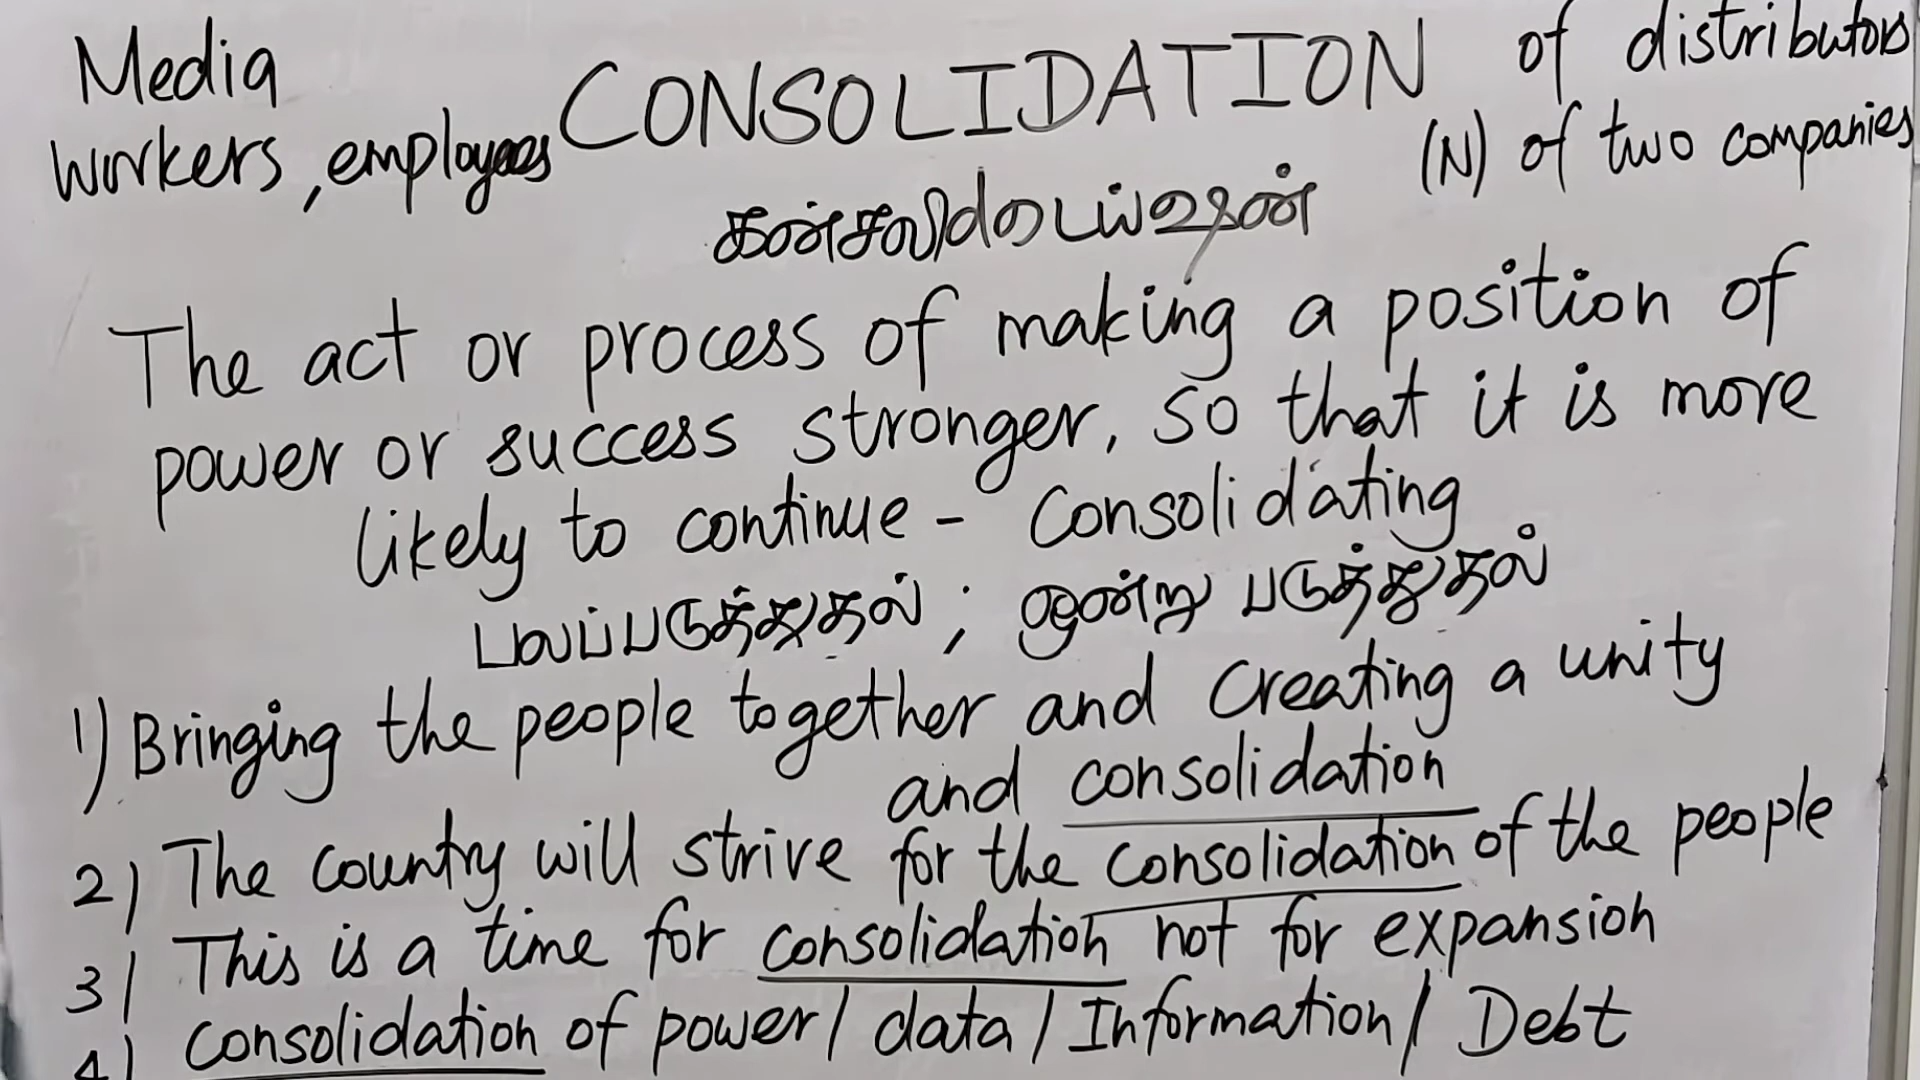 Media
CONSOLIDATION
of distributors
workers, employees
(N) of two companies
கன்சலிdடைய்ஷன்
The act or process of making a position of
power or success stronger, so that it is more
likely to continue - Consolidating
பலப்படுத்துதல் ; ஒன்று படுத்துதல்
1) Bringing the people together and creating a unity
and consolidation
2) The country will strive for the consolidation of the people
3) This is a time for consolidation not for expansion
4) consolidation of power / data / Information / Debt